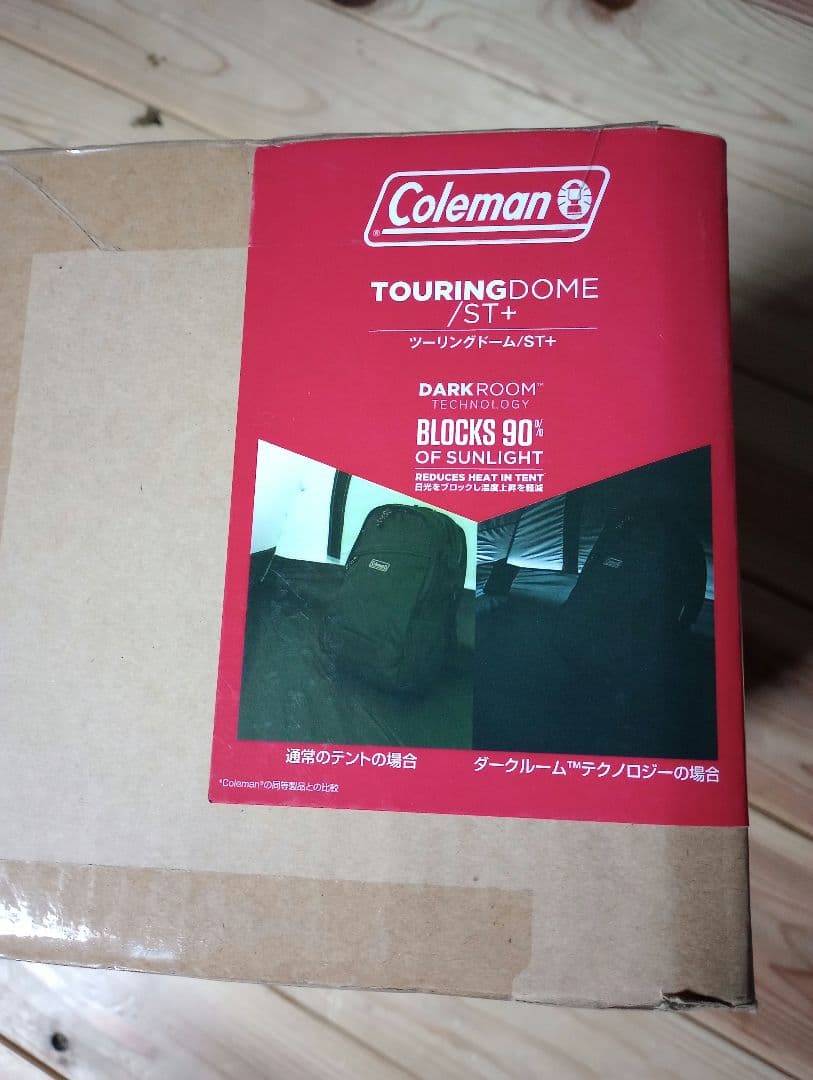 Coleman
®
TOURINGDOME
/ST+
ツーリングドーム/ST+
DARKROOM™
TECHNOLOGY
BLOCKS 90%
OF SUNLIGHT
REDUCES HEAT IN TENT
日光をブロックし温度上昇を軽減
Coleman
Coleman
通常のテントの場合
ダークルーム™テクノロジーの場合
*Coleman®の同等製品との比較